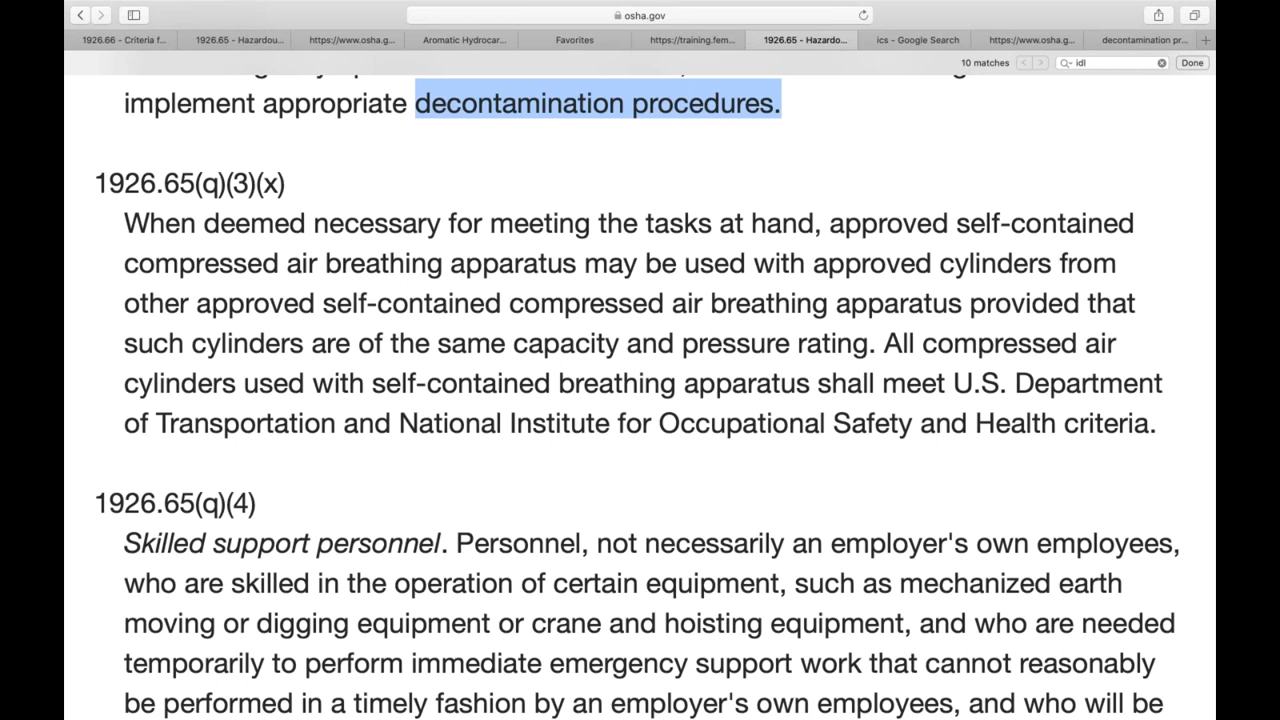 osha.gov
1926.66 - Criteria f...
1926.65 - Hazardou...
https://www.osha.g...
Aromatic Hydrocar...
Favorites
https://training.fem...
1926.65 - Hazardo...
ics - Google Search
https://www.osha.g...
decontamination pr...
10 matches
idl
Done
implement appropriate decontamination procedures.
1926.65(q)(3)(x)
When deemed necessary for meeting the tasks at hand, approved self-contained
compressed air breathing apparatus may be used with approved cylinders from
other approved self-contained compressed air breathing apparatus provided that
such cylinders are of the same capacity and pressure rating. All compressed air
cylinders used with self-contained breathing apparatus shall meet U.S. Department
of Transportation and National Institute for Occupational Safety and Health criteria.
1926.65(q)(4)
Skilled support personnel. Personnel, not necessarily an employer's own employees,
who are skilled in the operation of certain equipment, such as mechanized earth
moving or digging equipment or crane and hoisting equipment, and who are needed
temporarily to perform immediate emergency support work that cannot reasonably
be performed in a timely fashion by an employer's own employees, and who will be